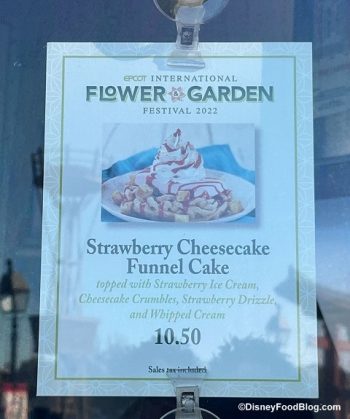 EPCOT INTERNATIONAL
FLOWER & GARDEN
FESTIVAL 2022
Strawberry Cheesecake
Funnel Cake
topped with Strawberry Ice Cream,
Cheesecake Crumbles, Strawberry Drizzle,
and Whipped Cream
10.50
Sales tax included
©DisneyFoodBlog.com